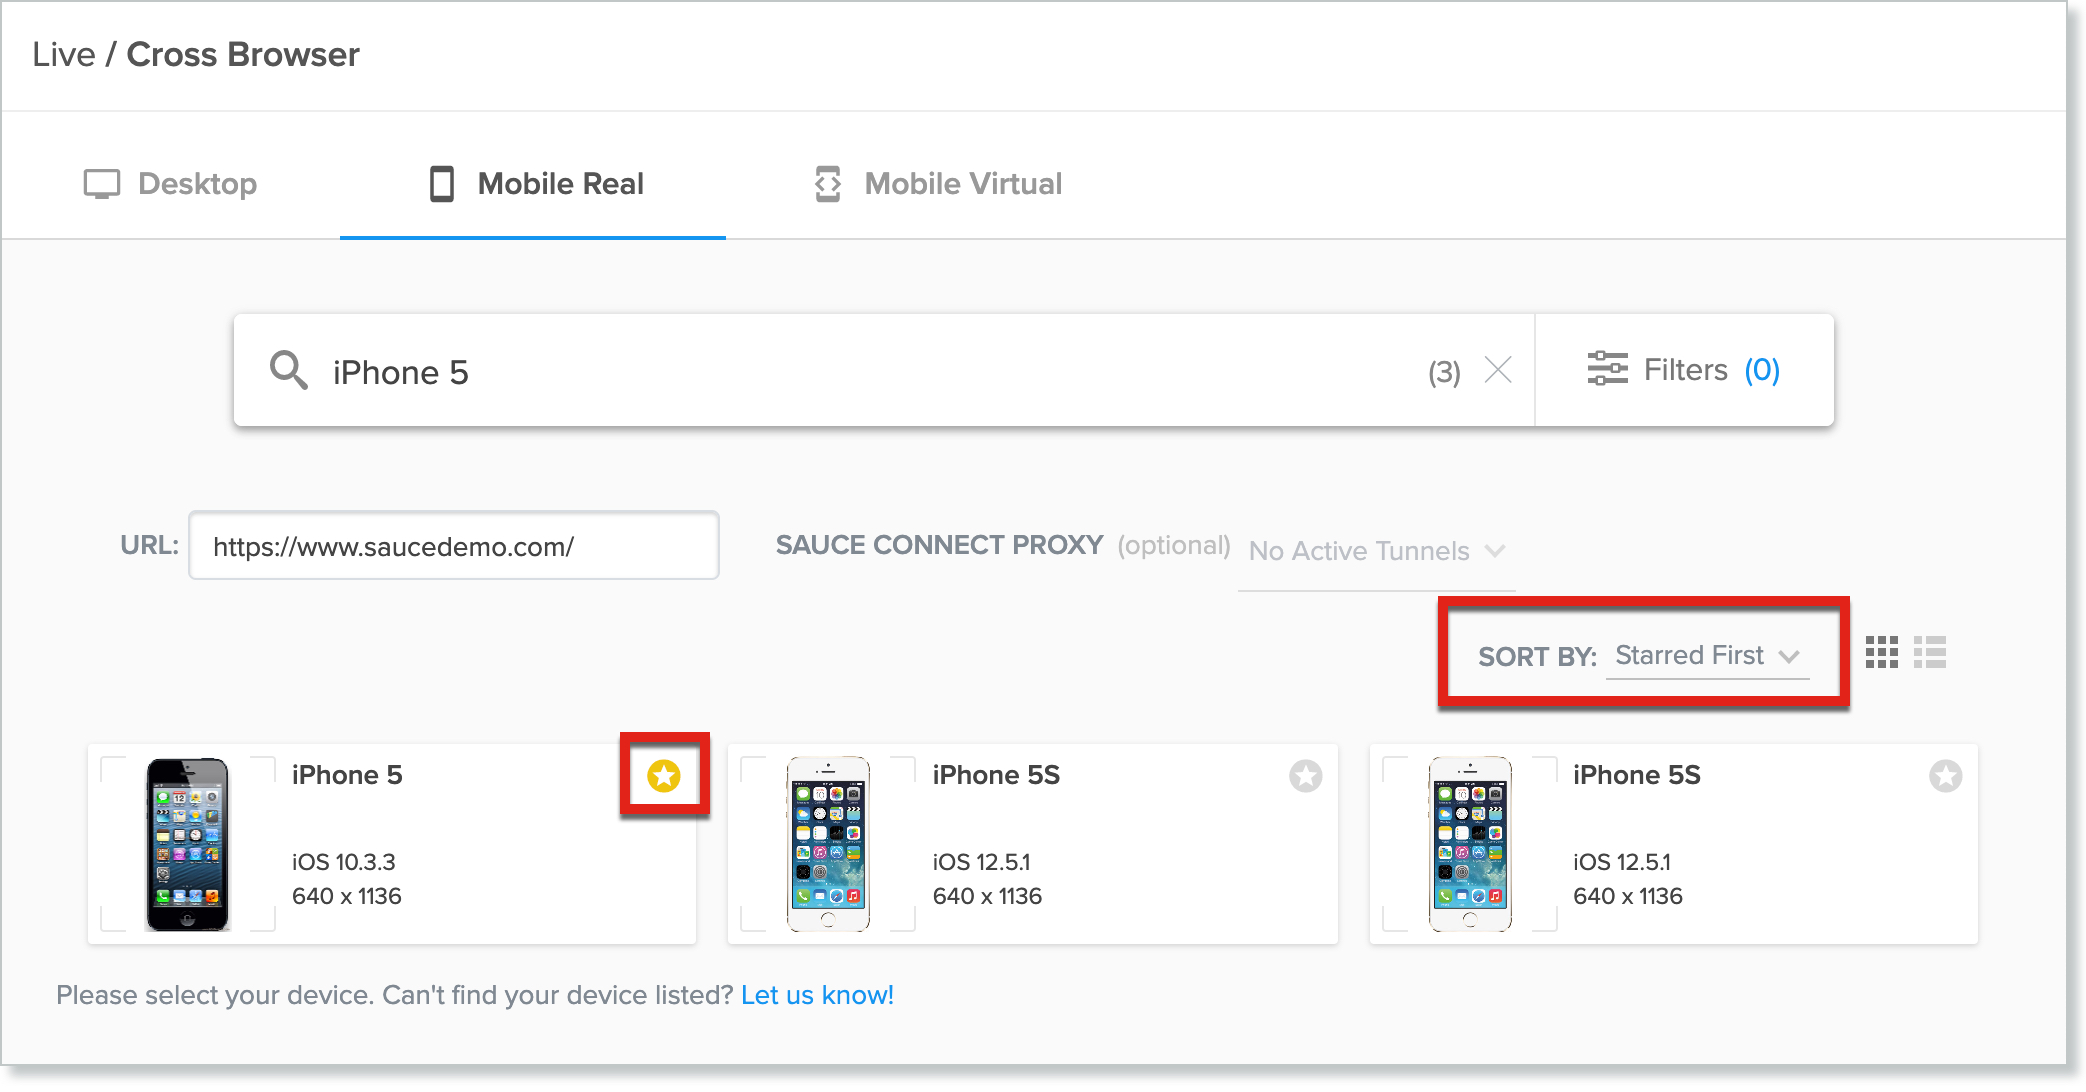 Live / Cross Browser
Desktop
Mobile Real
Mobile Virtual
iPhone 5
(3)
Filters (0)
URL: https://www.saucedemo.com/
SAUCE CONNECT PROXY (optional) No Active Tunnels
SORT BY: Starred First
iPhone 5
iOS 10.3.3
640 x 1136
iPhone 5S
iOS 12.5.1
640 x 1136
iPhone 5S
iOS 12.5.1
640 x 1136
Please select your device. Can't find your device listed? Let us know!